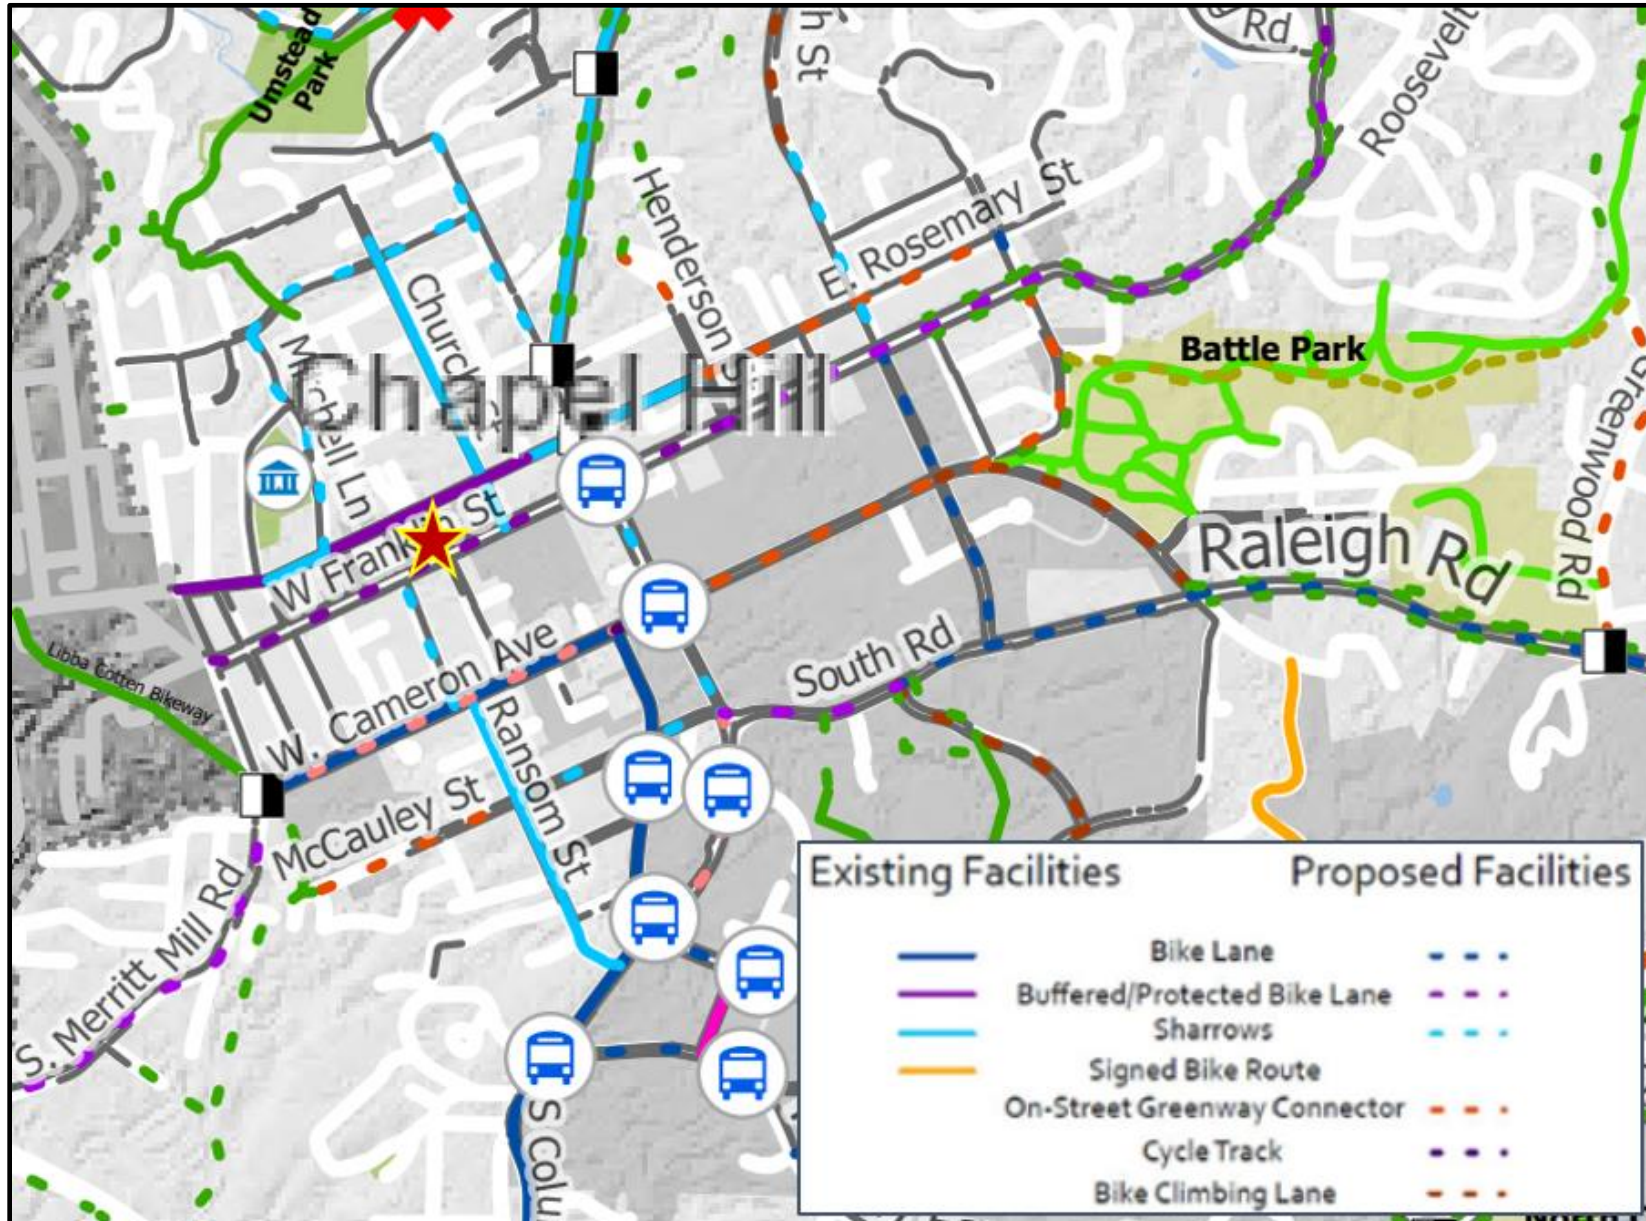 Umstead
Park
h St
Rd
Roosevelt
Henderson St
E. Rosemary St
Church St
Mitchell Ln
Chapel Hill
Battle Park
Greenwood Rd
W Franklin St
Raleigh Rd
Libba Cotten Bikeway
W. Cameron Ave
South Rd
Ransom St
McCauley St
S. Merritt Mill Rd
S Colu
Existing Facilities Proposed Facilities
Bike Lane
Buffered/Protected Bike Lane
Sharrows
Signed Bike Route
On-Street Greenway Connector
Cycle Track
Bike Climbing Lane